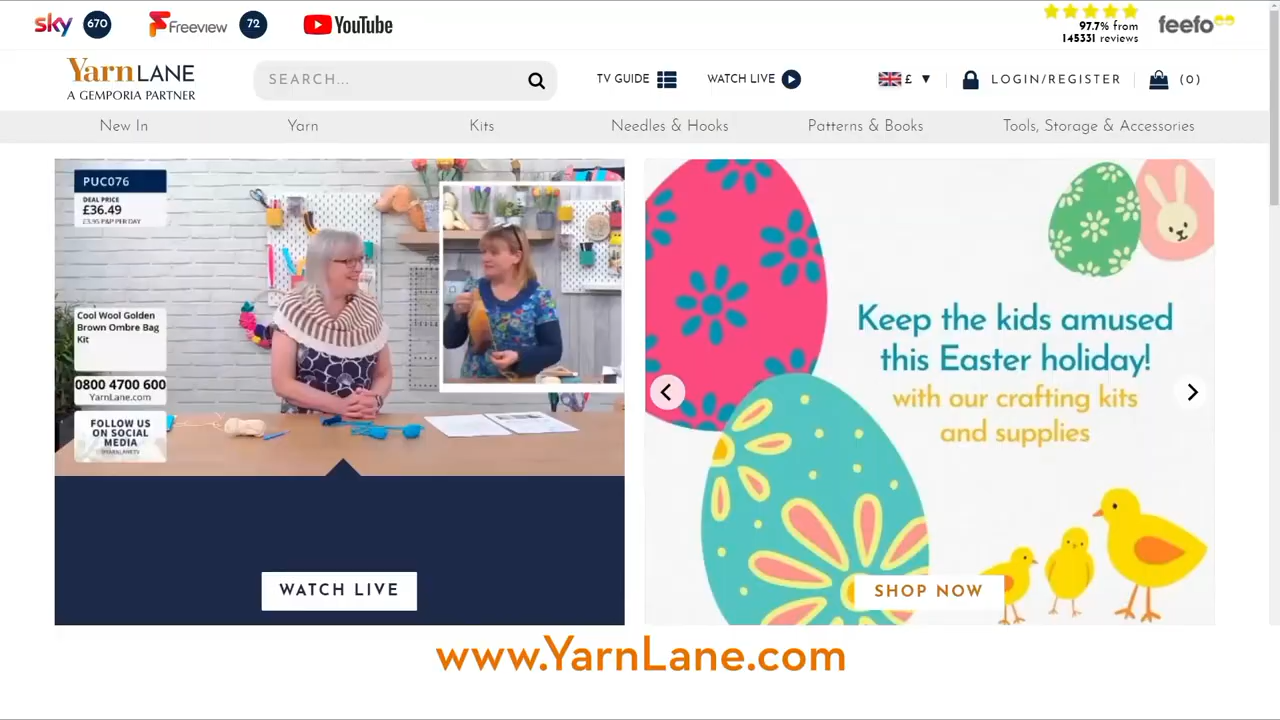 sky 670 Freeview 72 YouTube
97.7% from
145331 reviews
feefo
Yarn LANE
A GEMPORIA PARTNER
SEARCH...
TV GUIDE WATCH LIVE £ ▼ LOGIN/REGISTER (0)
New In Yarn Kits Needles & Hooks Patterns & Books Tools, Storage & Accessories
PUC076
DEAL PRICE
£36.49
£3.95 P&P PER DAY
Cool Wool Golden
Brown Ombre Bag
Kit
0800 4700 600
YarnLane.com
FOLLOW US
ON SOCIAL
MEDIA
WATCH LIVE
Keep the kids amused
this Easter holiday!
with our crafting kits
and supplies
SHOP NOW
www.YarnLane.com